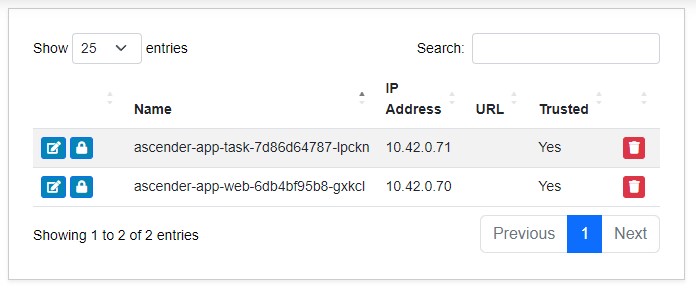 Show 25 entries Search:
Name IP Address URL Trusted
ascender-app-task-7d86d64787-lpckn 10.42.0.71 Yes
ascender-app-web-6db4bf95b8-gxkcl 10.42.0.70 Yes
Showing 1 to 2 of 2 entries Previous 1 Next